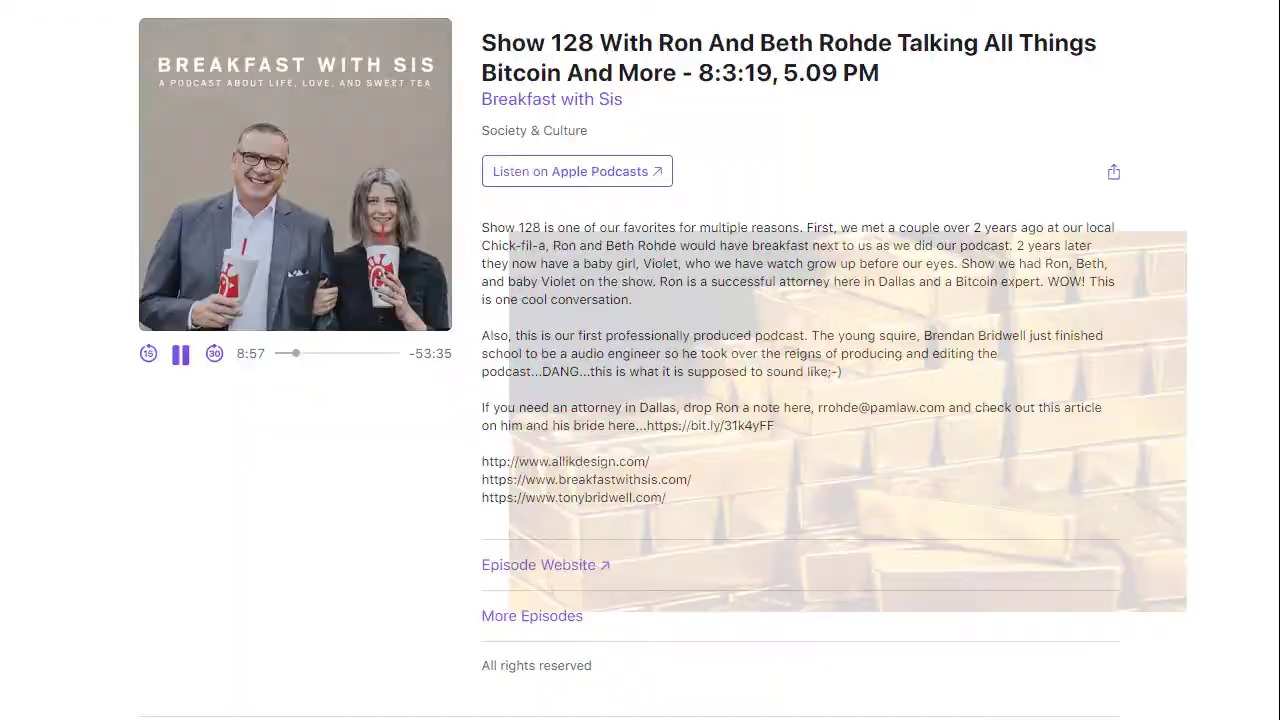 BREAKFAST WITH SIS
A PODCAST ABOUT LIFE, LOVE, AND SWEET TEA
15
30
8:57
-53:35
Show 128 With Ron And Beth Rohde Talking All Things
Bitcoin And More - 8:3:19, 5.09 PM
Breakfast with Sis
Society & Culture
Listen on Apple Podcasts ↗
Show 128 is one of our favorites for multiple reasons. First, we met a couple over 2 years ago at our local
Chick-fil-a, Ron and Beth Rohde would have breakfast next to us as we did our podcast. 2 years later
they now have a baby girl, Violet, who we have watch grow up before our eyes. Show we had Ron, Beth,
and baby Violet on the show. Ron is a successful attorney here in Dallas and a Bitcoin expert. WOW! This
is one cool conversation.
Also, this is our first professionally produced podcast. The young squire, Brendan Bridwell just finished
school to be a audio engineer so he took over the reigns of producing and editing the
podcast...DANG...this is what it is supposed to sound like;-)
If you need an attorney in Dallas, drop Ron a note here, rrohde@pamlaw.com and check out this article
on him and his bride here...https://bit.ly/31k4yFF
http://www.allikdesign.com/
https://www.breakfastwithsis.com/
https://www.tonybridwell.com/
Episode Website ↗
More Episodes
All rights reserved